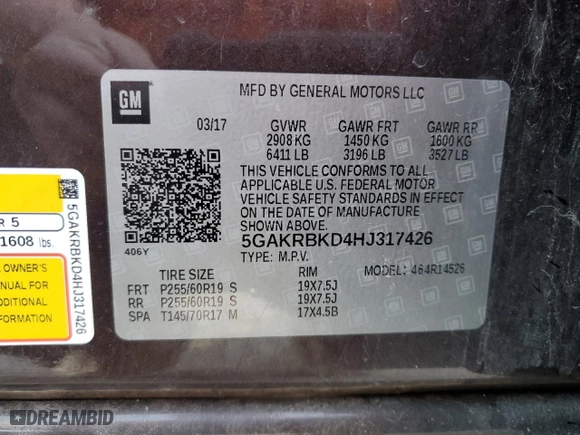 GM
MFD BY GENERAL MOTORS LLC
03/17 GVWR GAWR FRT GAWR RR
2908 KG 1450 KG 1600 KG
6411 LB 3196 LB 3527 LB
THIS VEHICLE CONFORMS TO ALL
APPLICABLE U.S. FEDERAL MOTOR
VEHICLE SAFETY STANDARDS IN EFFECT
ON THE DATE OF MANUFACTURE
SHOWN ABOVE.
406Y
5GAKRBKD4HJ317426
TYPE: M.P.V. MODEL: 464R14526
TIRE SIZE RIM
FRT P255/60R19 S 19X7.5J
RR P255/60R19 S 19X7.5J
SPA T145/70R17 M 17X4.5B
R 5
1608 lbs.
OWNER'S
MANUAL FOR
ADDITIONAL
INFORMATION
5GAKRBKD4HJ317426
DREAMBID